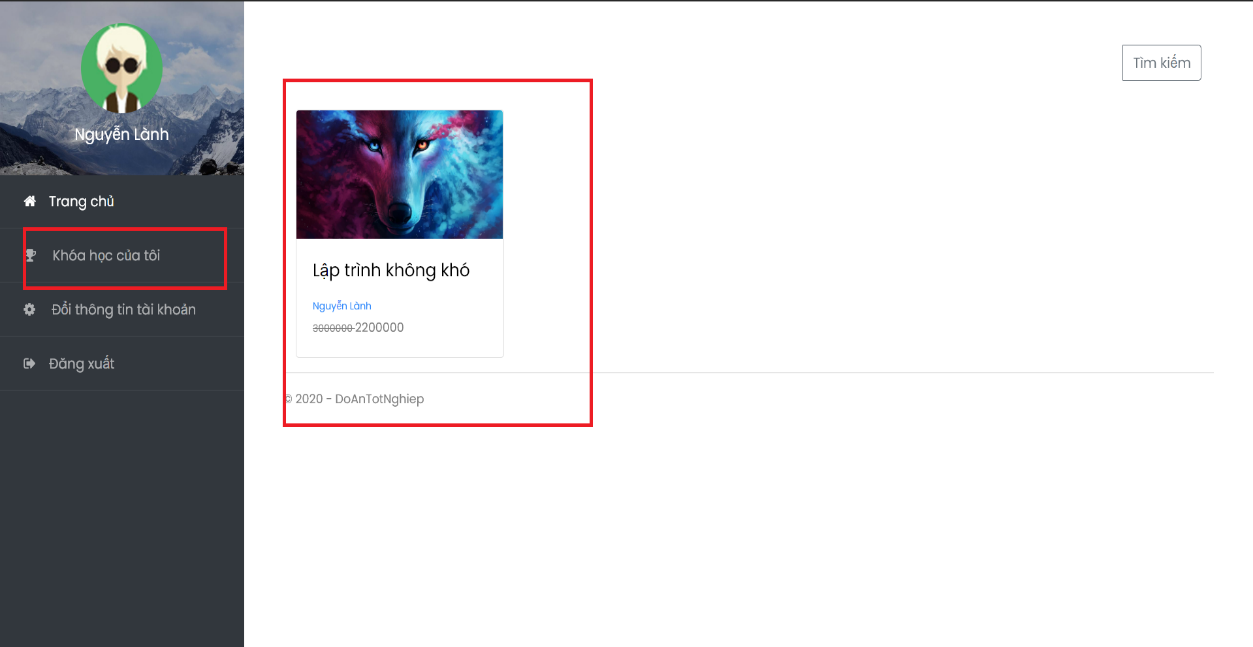 Nguyễn Lành
Trang chủ
Khóa học của tôi
Đổi thông tin tài khoản
Đăng xuất
Tìm kiếm
Lập trình không khó
Nguyễn Lành
3000000 2200000
© 2020 - DoAnTotNghiep